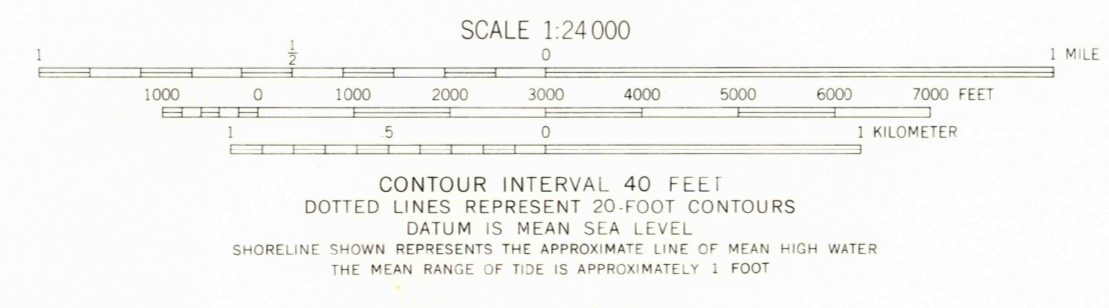 SCALE 1:24 000
1 1/2 0 1 MILE
1000 0 1000 2000 3000 4000 5000 6000 7000 FEET
1 .5 0 1 KILOMETER
CONTOUR INTERVAL 40 FEET
DOTTED LINES REPRESENT 20-FOOT CONTOURS
DATUM IS MEAN SEA LEVEL
SHORELINE SHOWN REPRESENTS THE APPROXIMATE LINE OF MEAN HIGH WATER
THE MEAN RANGE OF TIDE IS APPROXIMATELY 1 FOOT